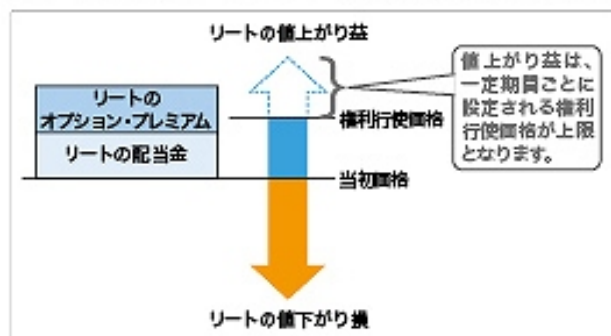 リートの値上がり益
値上がり益は、
一定期間ごとに
設定される権利
行使価格が上限
となります。
リートの
オプション・プレミアム
権利行使価格
リートの配当金
当初価格
リートの値下がり損